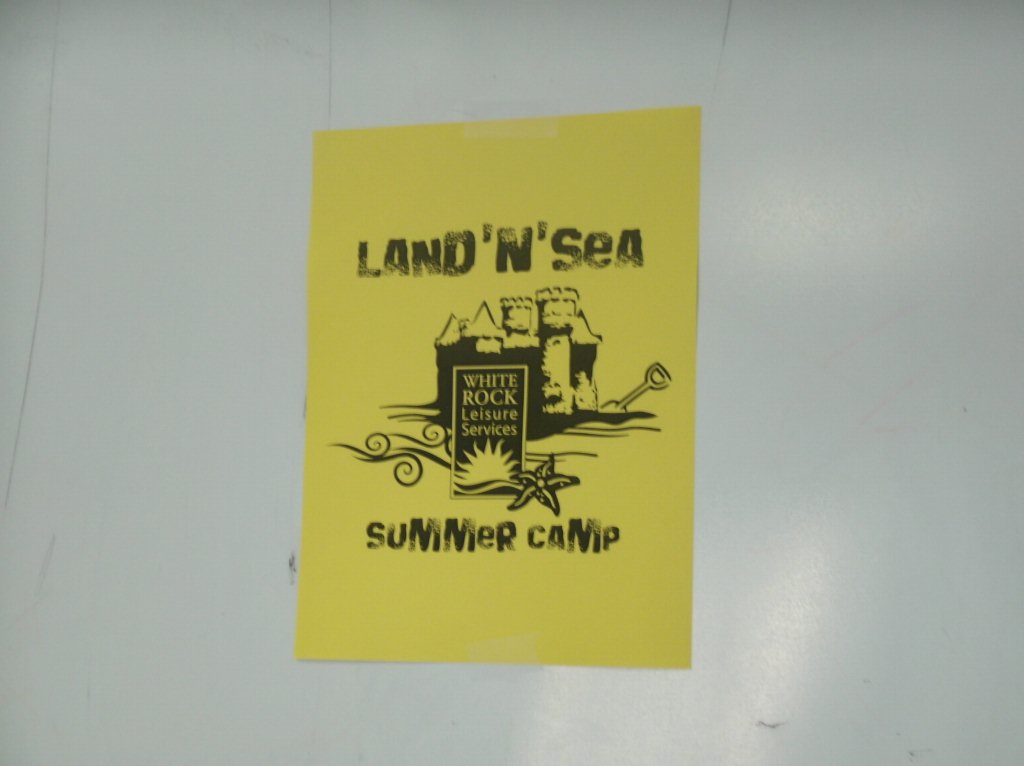 LAND'N'SeA
WHITE
ROCK
Leisure
Services
SuMMeR CAMP